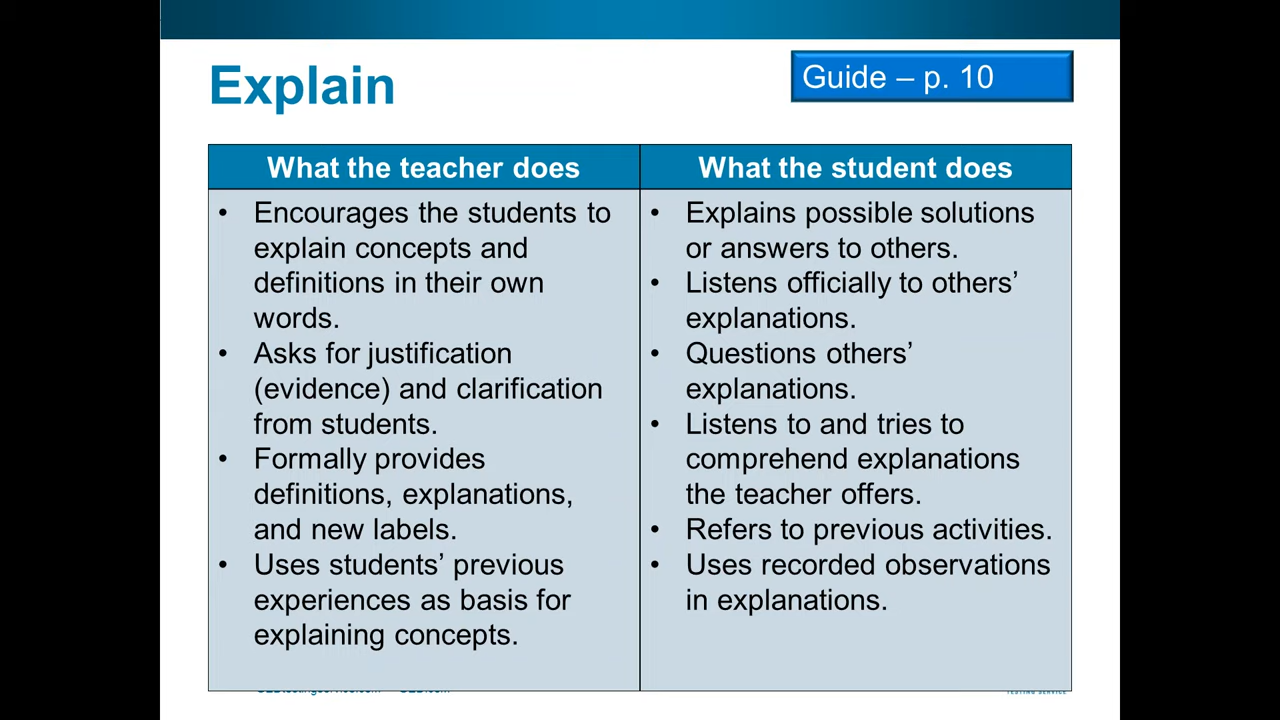 Explain
Guide – p. 10
What the teacher does
What the student does
• Encourages the students to
explain concepts and
definitions in their own
words.
• Asks for justification
(evidence) and clarification
from students.
• Formally provides
definitions, explanations,
and new labels.
• Uses students’ previous
experiences as basis for
explaining concepts.
• Explains possible solutions
or answers to others.
• Listens officially to others’
explanations.
• Questions others’
explanations.
• Listens to and tries to
comprehend explanations
the teacher offers.
• Refers to previous activities.
• Uses recorded observations
in explanations.
TESTING SERVICE